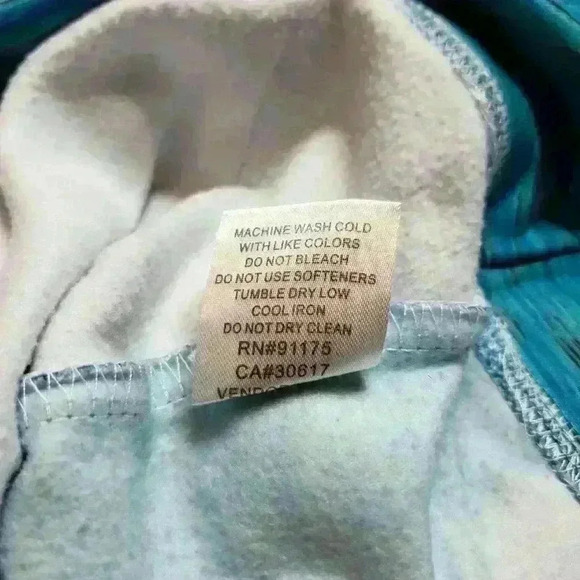 MACHINE WASH COLD
WITH LIKE COLORS
DO NOT BLEACH
DO NOT USE SOFTENERS
TUMBLE DRY LOW
COOL IRON
DO NOT DRY CLEAN
RN#91175
CA#30617